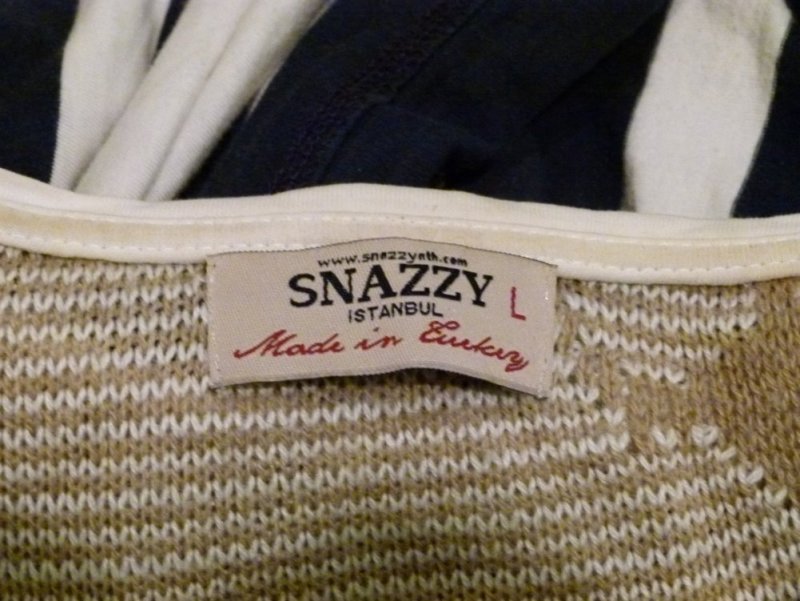 www.snazzynth.com
SNAZZY L
ISTANBUL
Made in Turkey